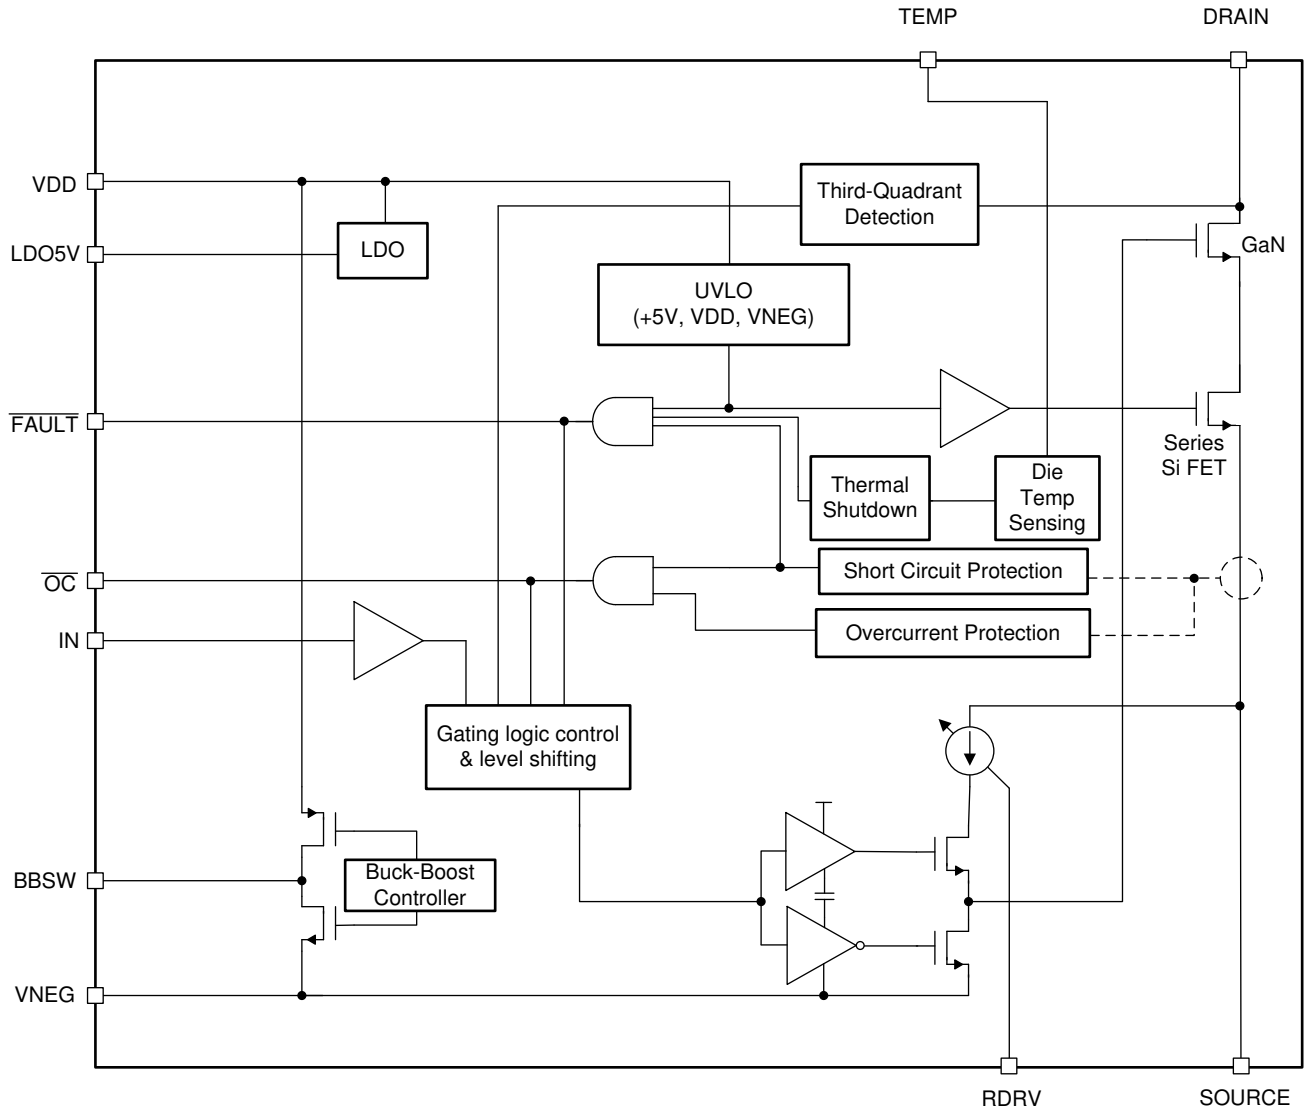 TEMP
DRAIN
VDD
Third-Quadrant
Detection
LDO5V
LDO
GaN
UVLO
(+5V, VDD, VNEG)
FAULT
Series
Si FET
Thermal
Shutdown
Die
Temp
Sensing
OC
Short Circuit Protection
IN
Overcurrent Protection
Gating logic control
& level shifting
BBSW
Buck-Boost
Controller
VNEG
RDRV
SOURCE